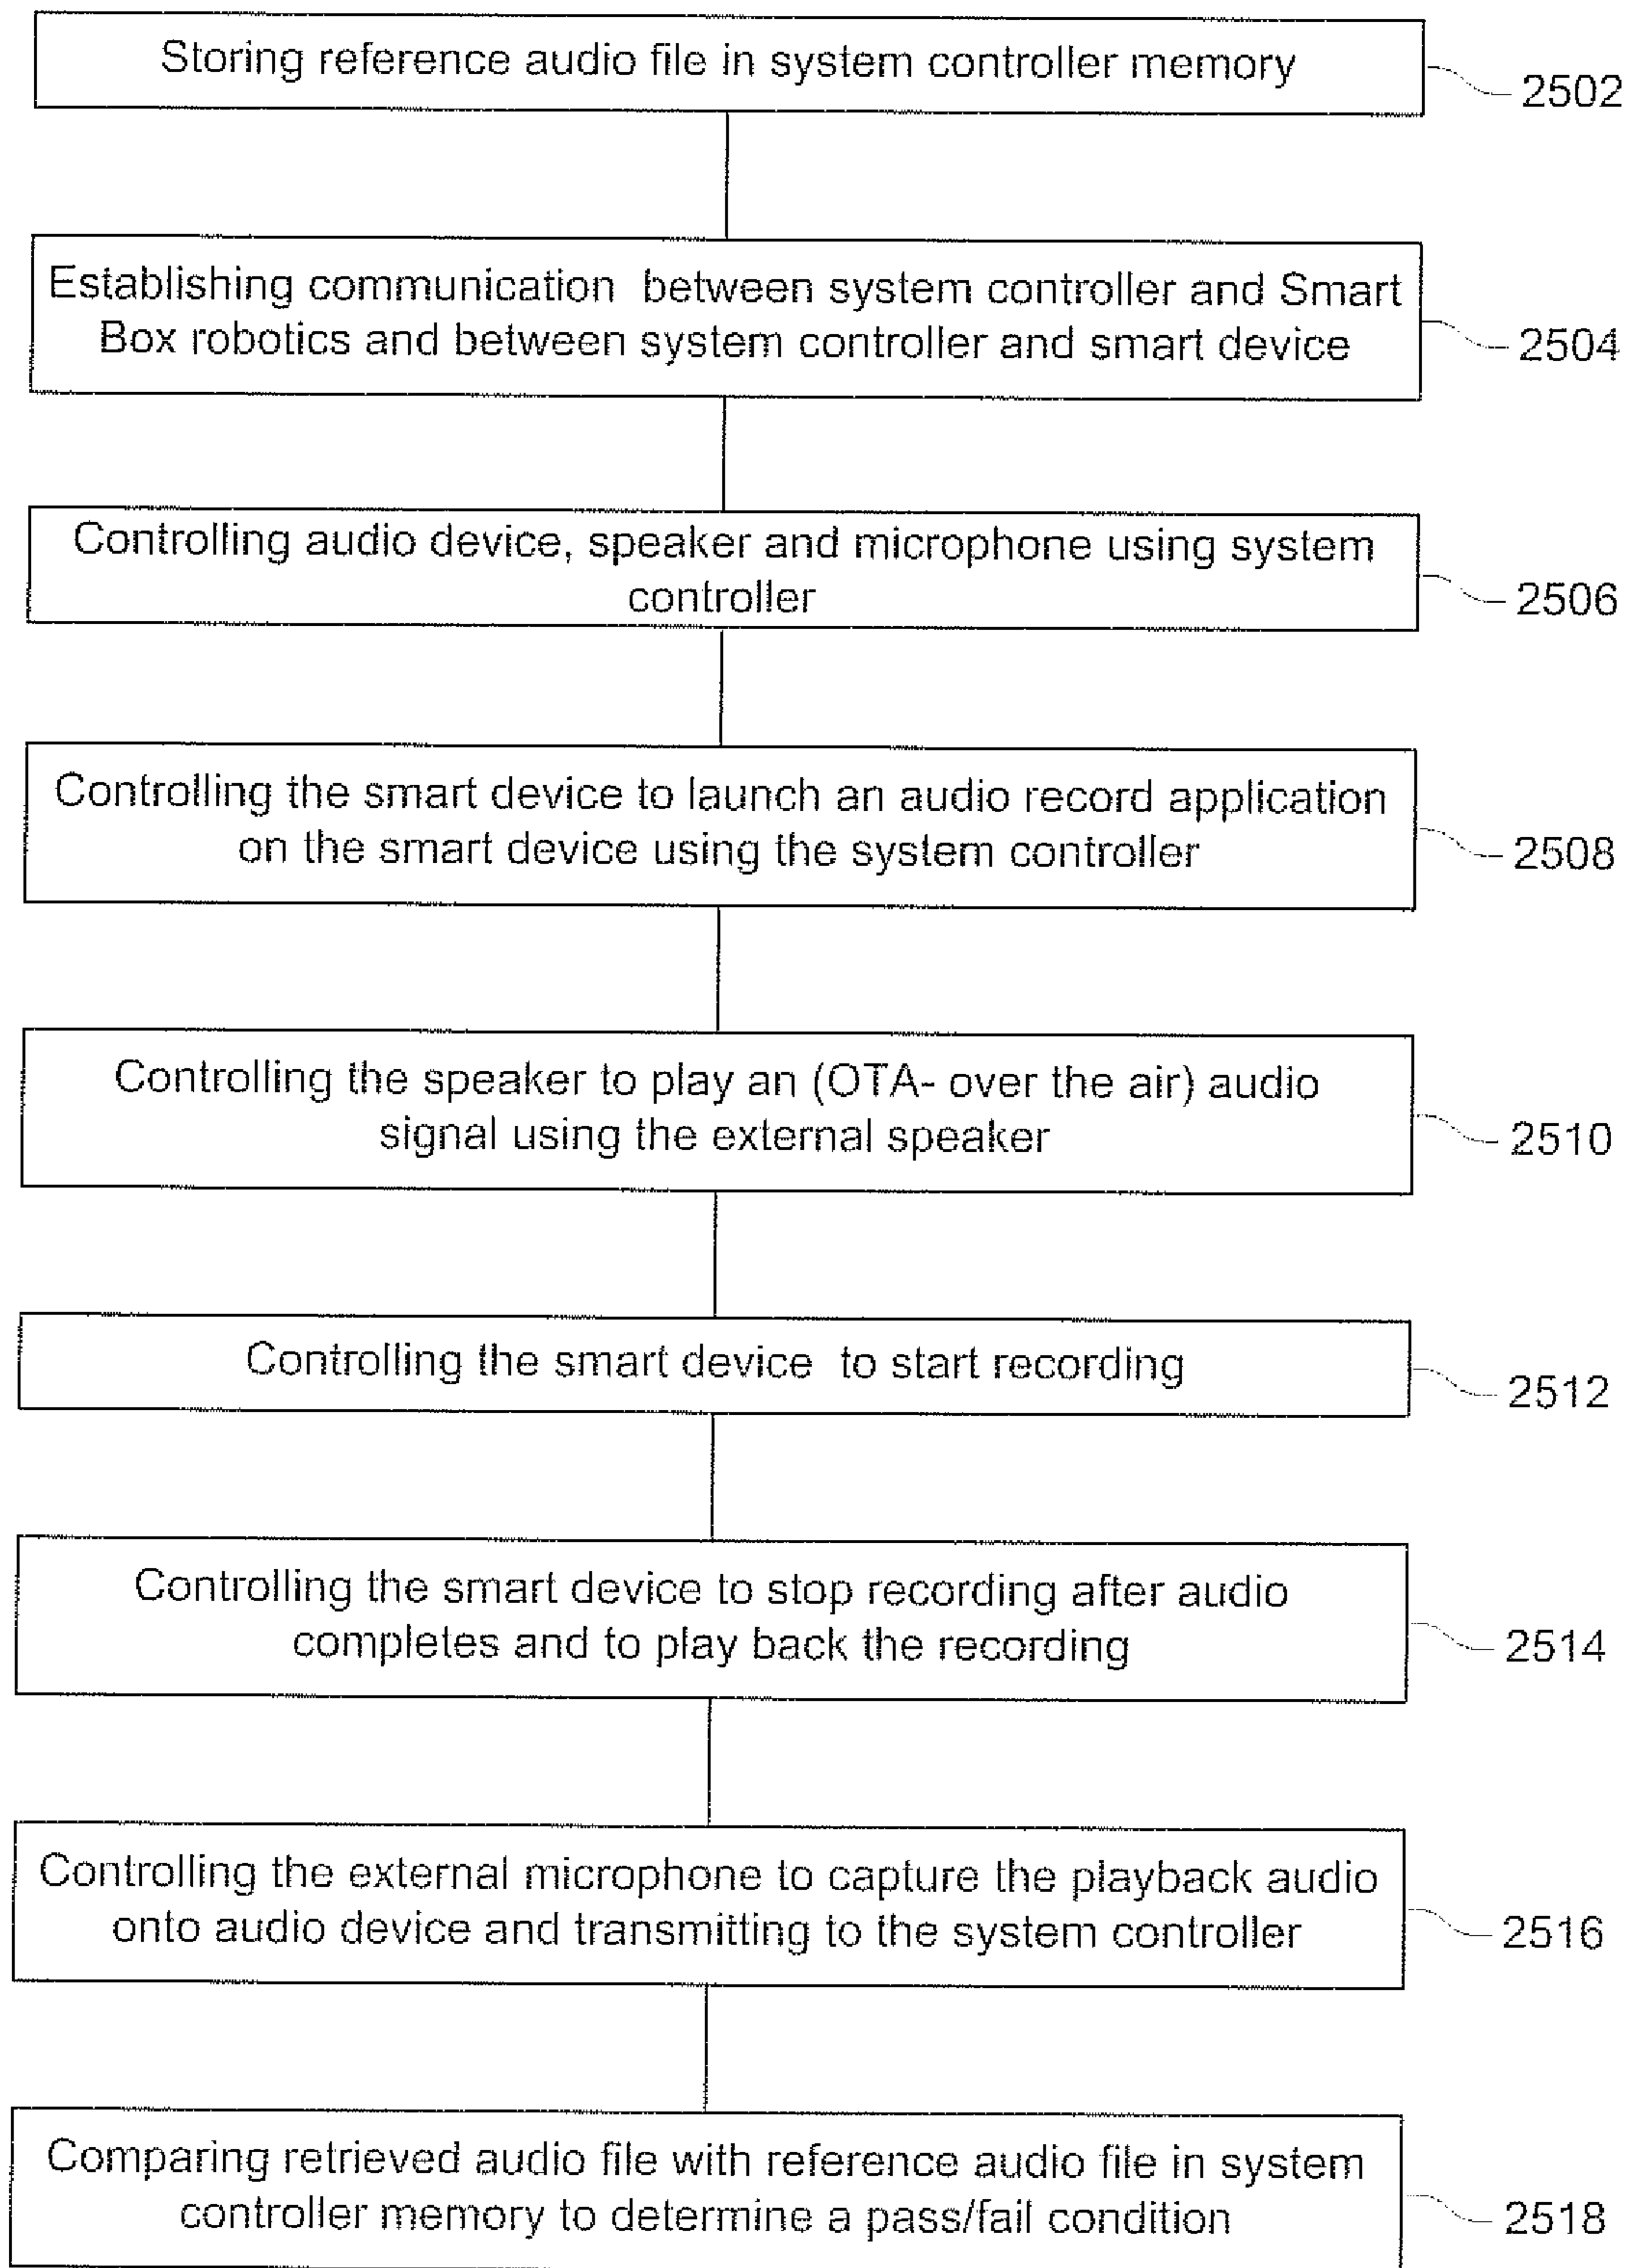 Storing reference audio file in system controller memory
2502
Establishing communication between system controller and Smart
Box robotics and between system controller and smart device
2504
Controlling audio device, speaker and microphone using system
controller
2506
Controlling the smart device to launch an audio record application
on the smart device using the system controller
2508
Controlling the speaker to play an (OTA- over the air) audio
signal using the external speaker
2510
Controlling the smart device to start recording
2512
Controlling the smart device to stop recording after audio
completes and to play back the recording
2514
Controlling the external microphone to capture the playback audio
onto audio device and transmitting to the system controller
2516
Comparing retrieved audio file with reference audio file in system
controller memory to determine a pass/fail condition
2518